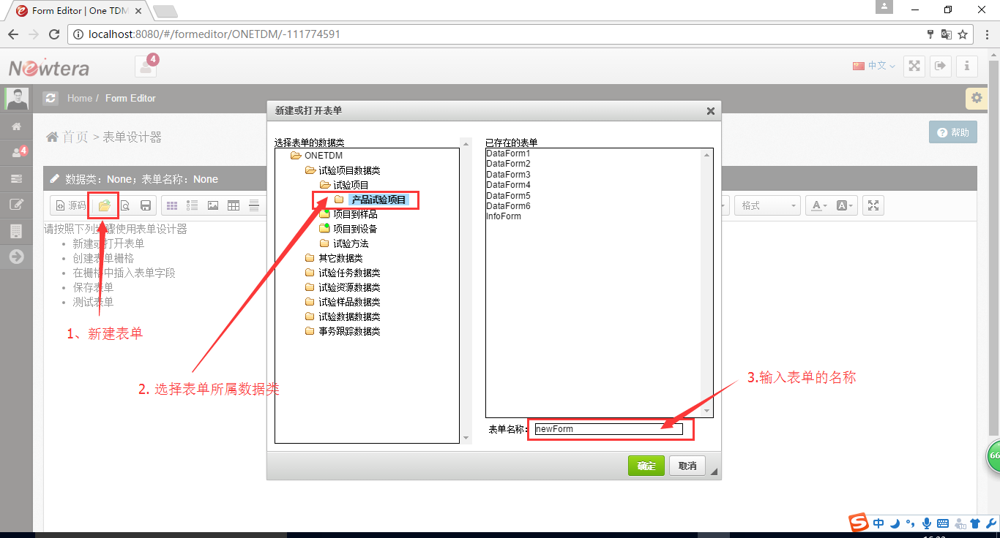 Form Editor | One TDM
localhost:8080/#/formeditor/ONETDM/-111774591
Newtera
4
中文
Home / Form Editor
首页 > 表单设计器
帮助
4
数据类：None；表单名称：None
源码
格式
A
A
请按照下列步骤使用表单设计器
新建或打开表单
创建表单栅格
在栅格中插入表单字段
保存表单
测试表单
1、新建表单
2. 选择表单所属数据类
新建或打开表单
选择表单的数据类
ONETDM
试验项目数据类
试验项目
产品试验项目
项目到样品
项目到设备
试验方法
其它数据类
试验任务数据类
试验资源数据类
试验样品数据类
试验数据数据类
事务跟踪数据类
已存在的表单
DataForm1
DataForm2
DataForm3
DataForm4
DataForm5
DataForm6
InfoForm
3.输入表单的名称
表单名称：newForm
确定
取消
66
中